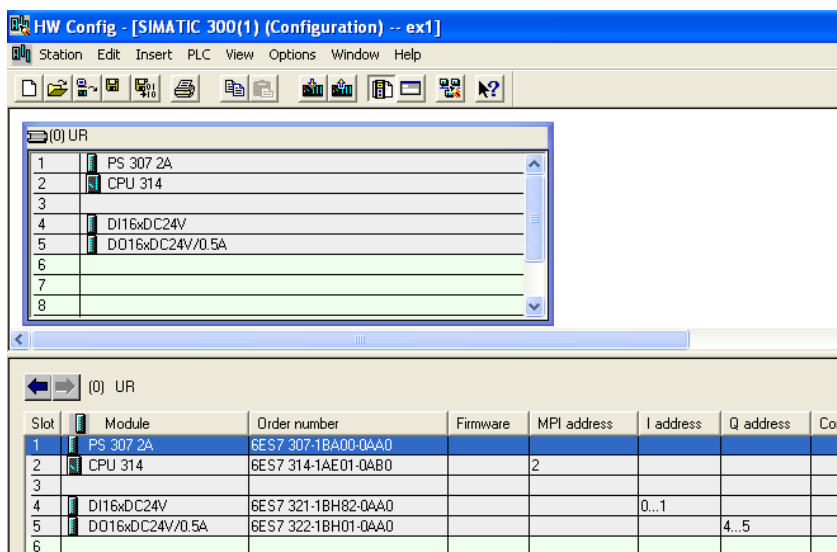 HW Config - [SIMATIC 300(1) (Configuration) -- ex1]
Station Edit Insert PLC View Options Window Help
(0) UR
1 PS 307 2A
2 CPU 314
3
4 DI16xDC24V
5 DO16xDC24V/0.5A
6
7
8
(0) UR
Slot Module Order number Firmware MPI address I address Q address Co
1 PS 307 2A 6ES7 307-1BA00-0AA0
2 CPU 314 6ES7 314-1AE01-0AB0 2
3
4 DI16xDC24V 6ES7 321-1BH82-0AA0 0...1
5 DO16xDC24V/0.5A 6ES7 322-1BH01-0AA0 4...5
6